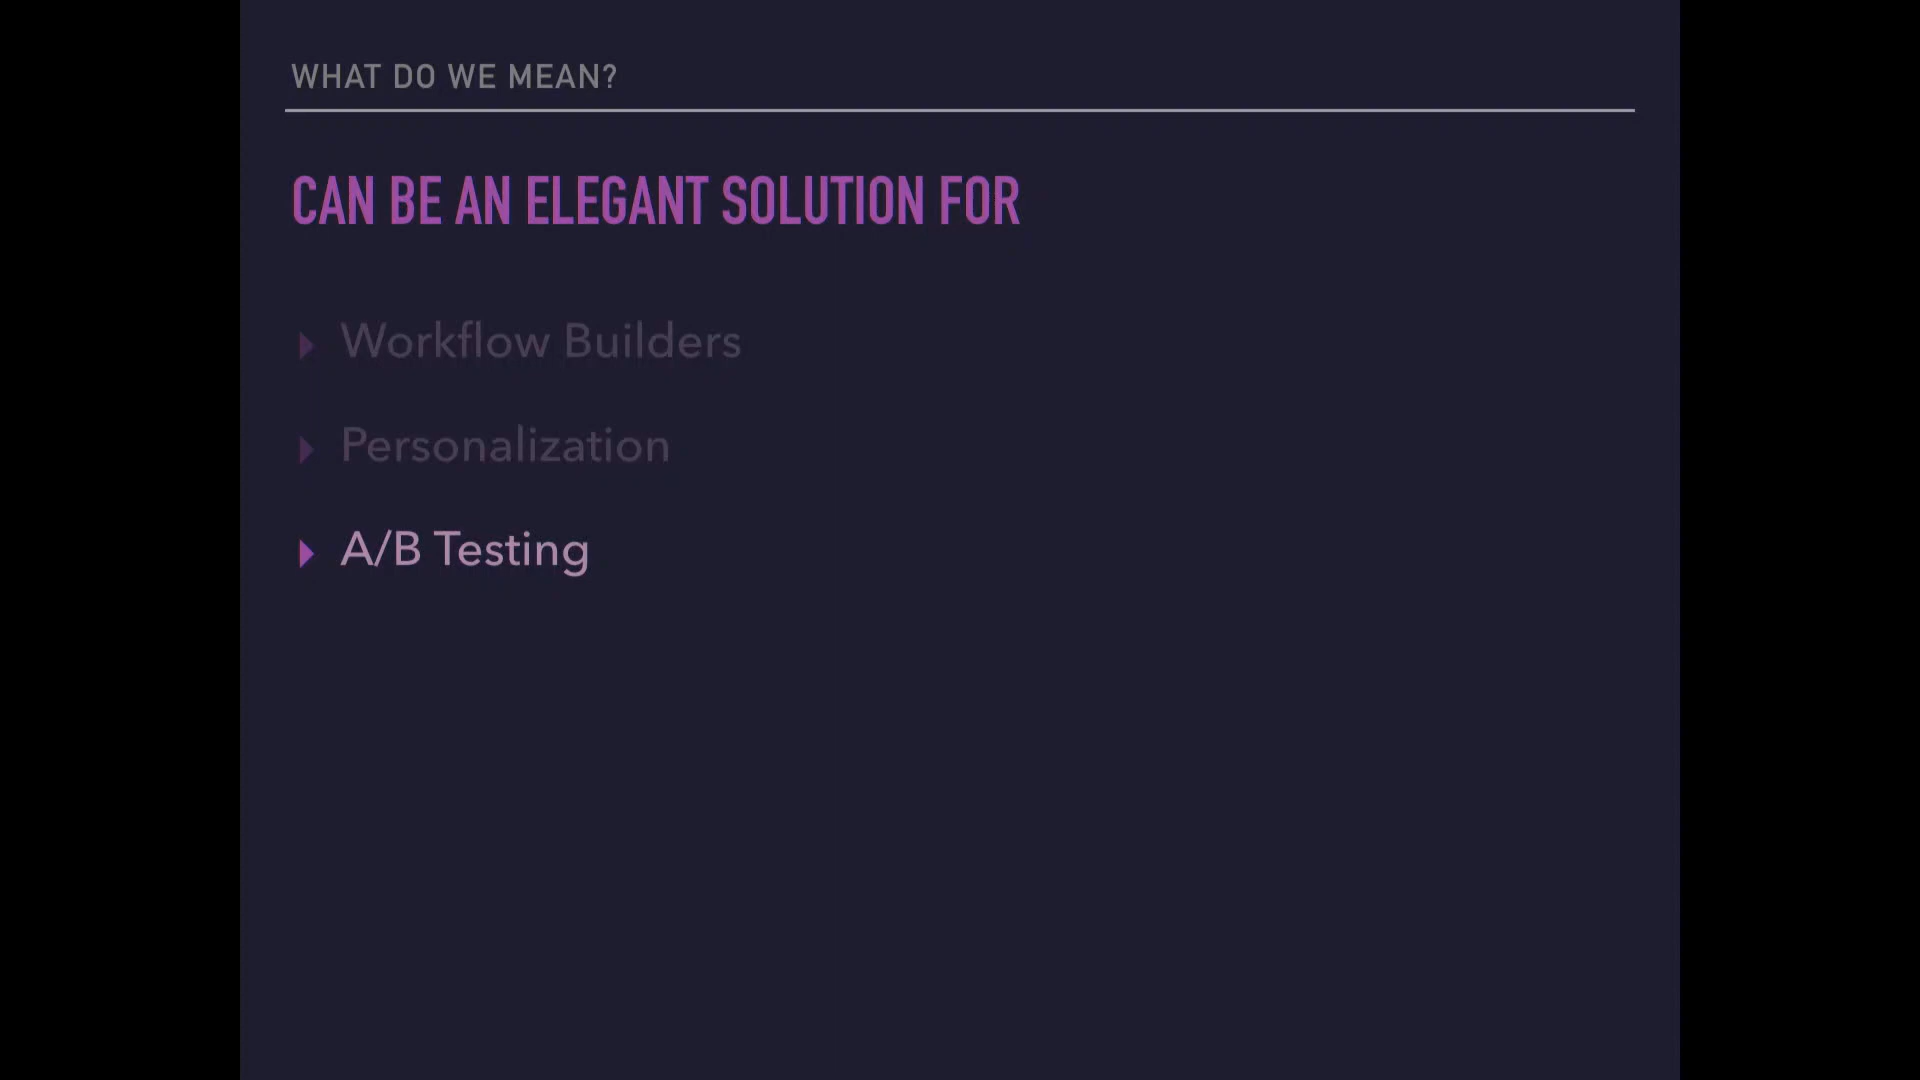 WHAT DO WE MEAN?
CAN BE AN ELEGANT SOLUTION FOR
Workflow Builders
Personalization
A/B Testing